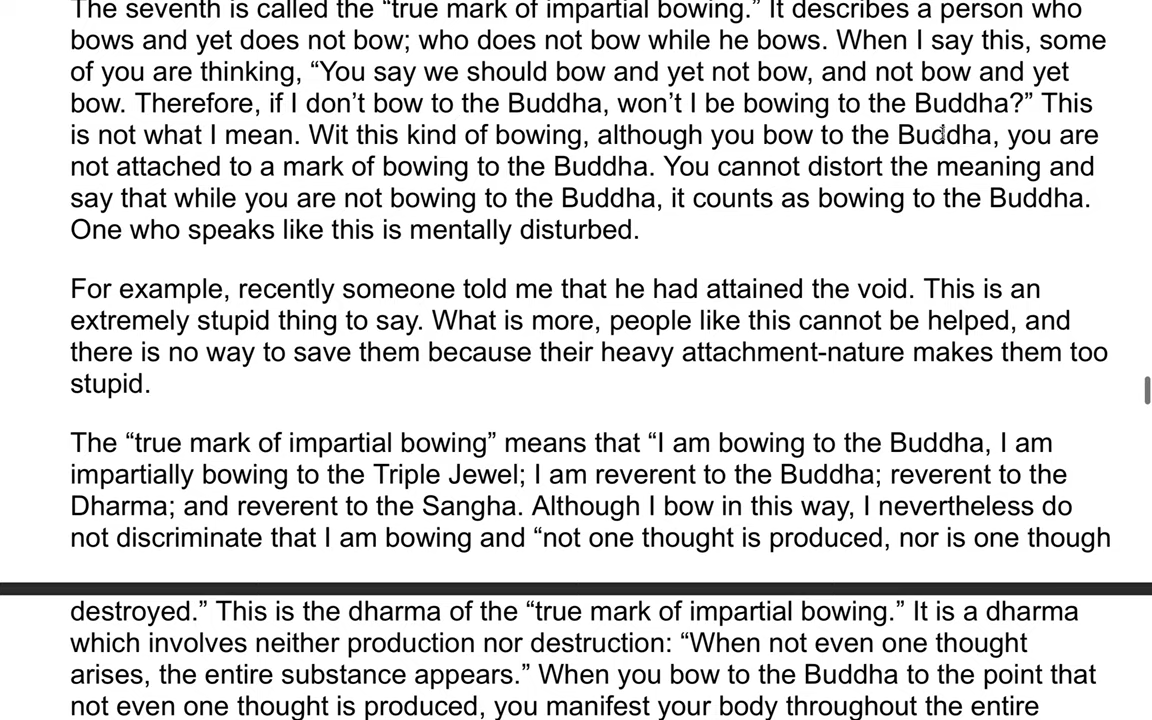 The seventh is called the “true mark of impartial bowing.” It describes a person who
bows and yet does not bow; who does not bow while he bows. When I say this, some
of you are thinking, “You say we should bow and yet not bow, and not bow and yet
bow. Therefore, if I don’t bow to the Buddha, won’t I be bowing to the Buddha?” This
is not what I mean. Wit this kind of bowing, although you bow to the Buddha, you are
not attached to a mark of bowing to the Buddha. You cannot distort the meaning and
say that while you are not bowing to the Buddha, it counts as bowing to the Buddha.
One who speaks like this is mentally disturbed.
For example, recently someone told me that he had attained the void. This is an
extremely stupid thing to say. What is more, people like this cannot be helped, and
there is no way to save them because their heavy attachment-nature makes them too
stupid.
The “true mark of impartial bowing” means that “I am bowing to the Buddha, I am
impartially bowing to the Triple Jewel; I am reverent to the Buddha; reverent to the
Dharma; and reverent to the Sangha. Although I bow in this way, I nevertheless do
not discriminate that I am bowing and “not one thought is produced, nor is one though
destroyed.” This is the dharma of the “true mark of impartial bowing.” It is a dharma
which involves neither production nor destruction: “When not even one thought
arises, the entire substance appears.” When you bow to the Buddha to the point that
not even one thought is produced, you manifest your body throughout the entire